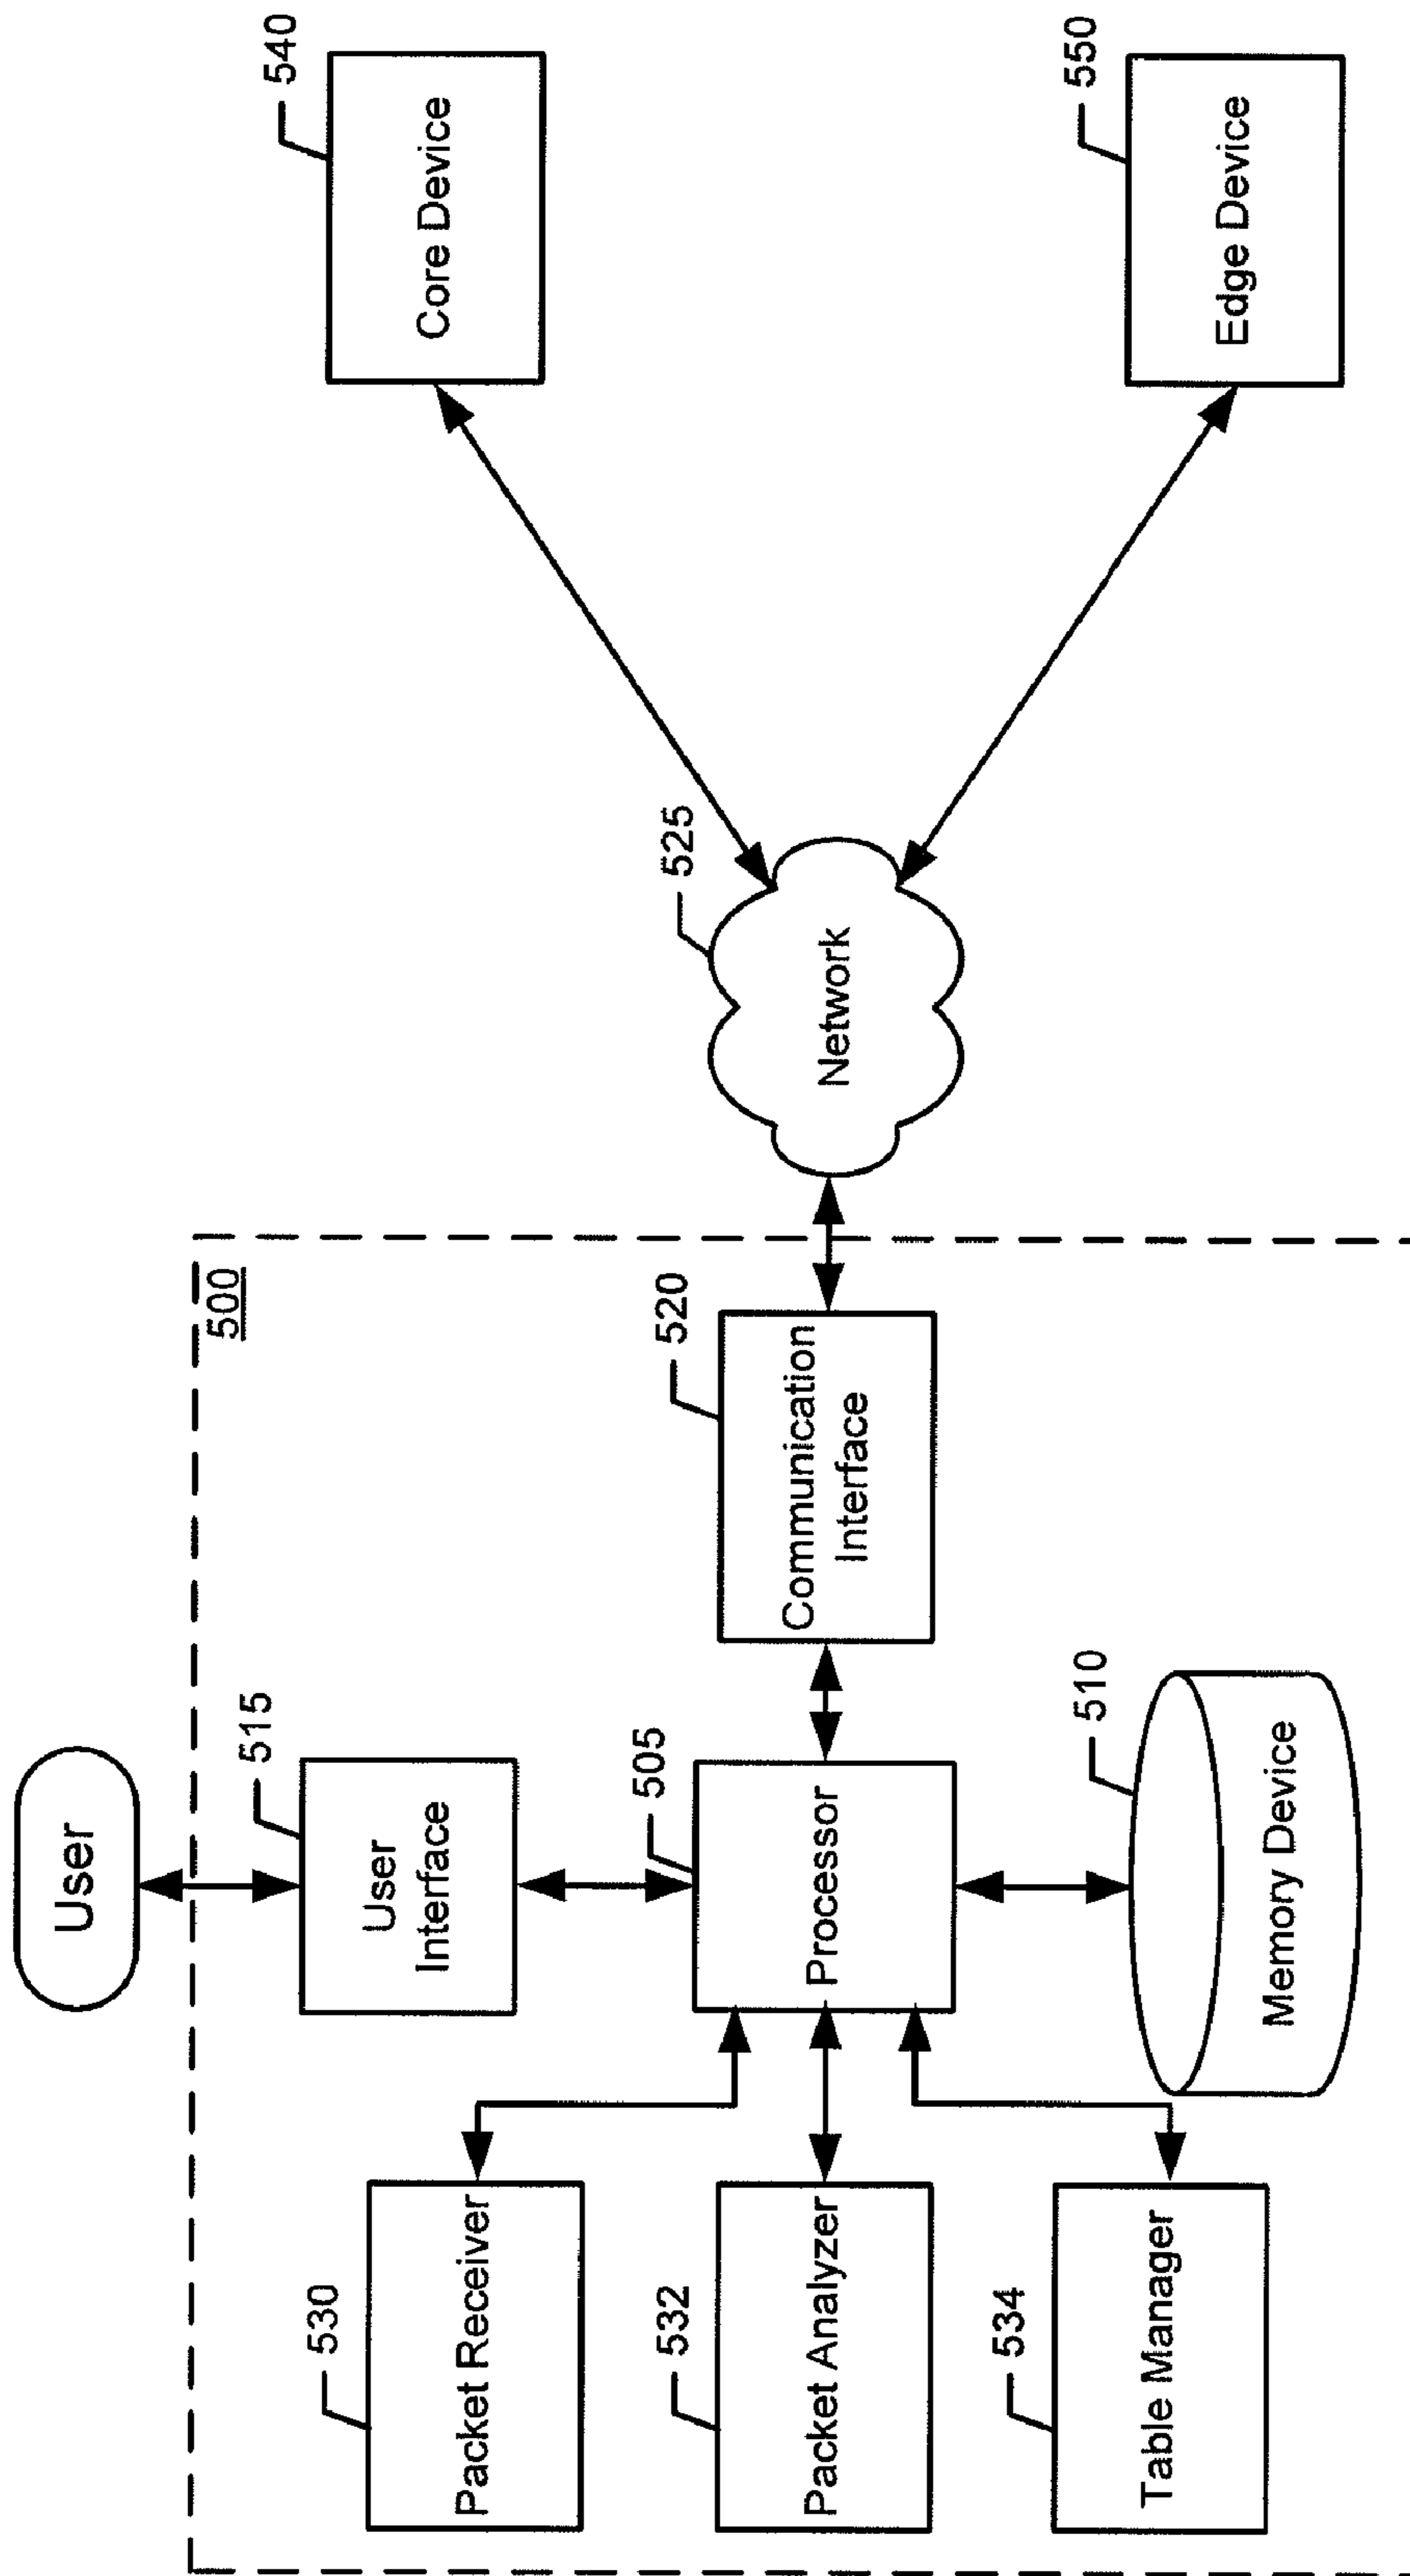 User
500
515
User
Interface
530
Packet Receiver
505
Processor
520
Communication
Interface
525
Network
540
Core Device
532
Packet Analyzer
534
Table Manager
510
Memory Device
550
Edge Device